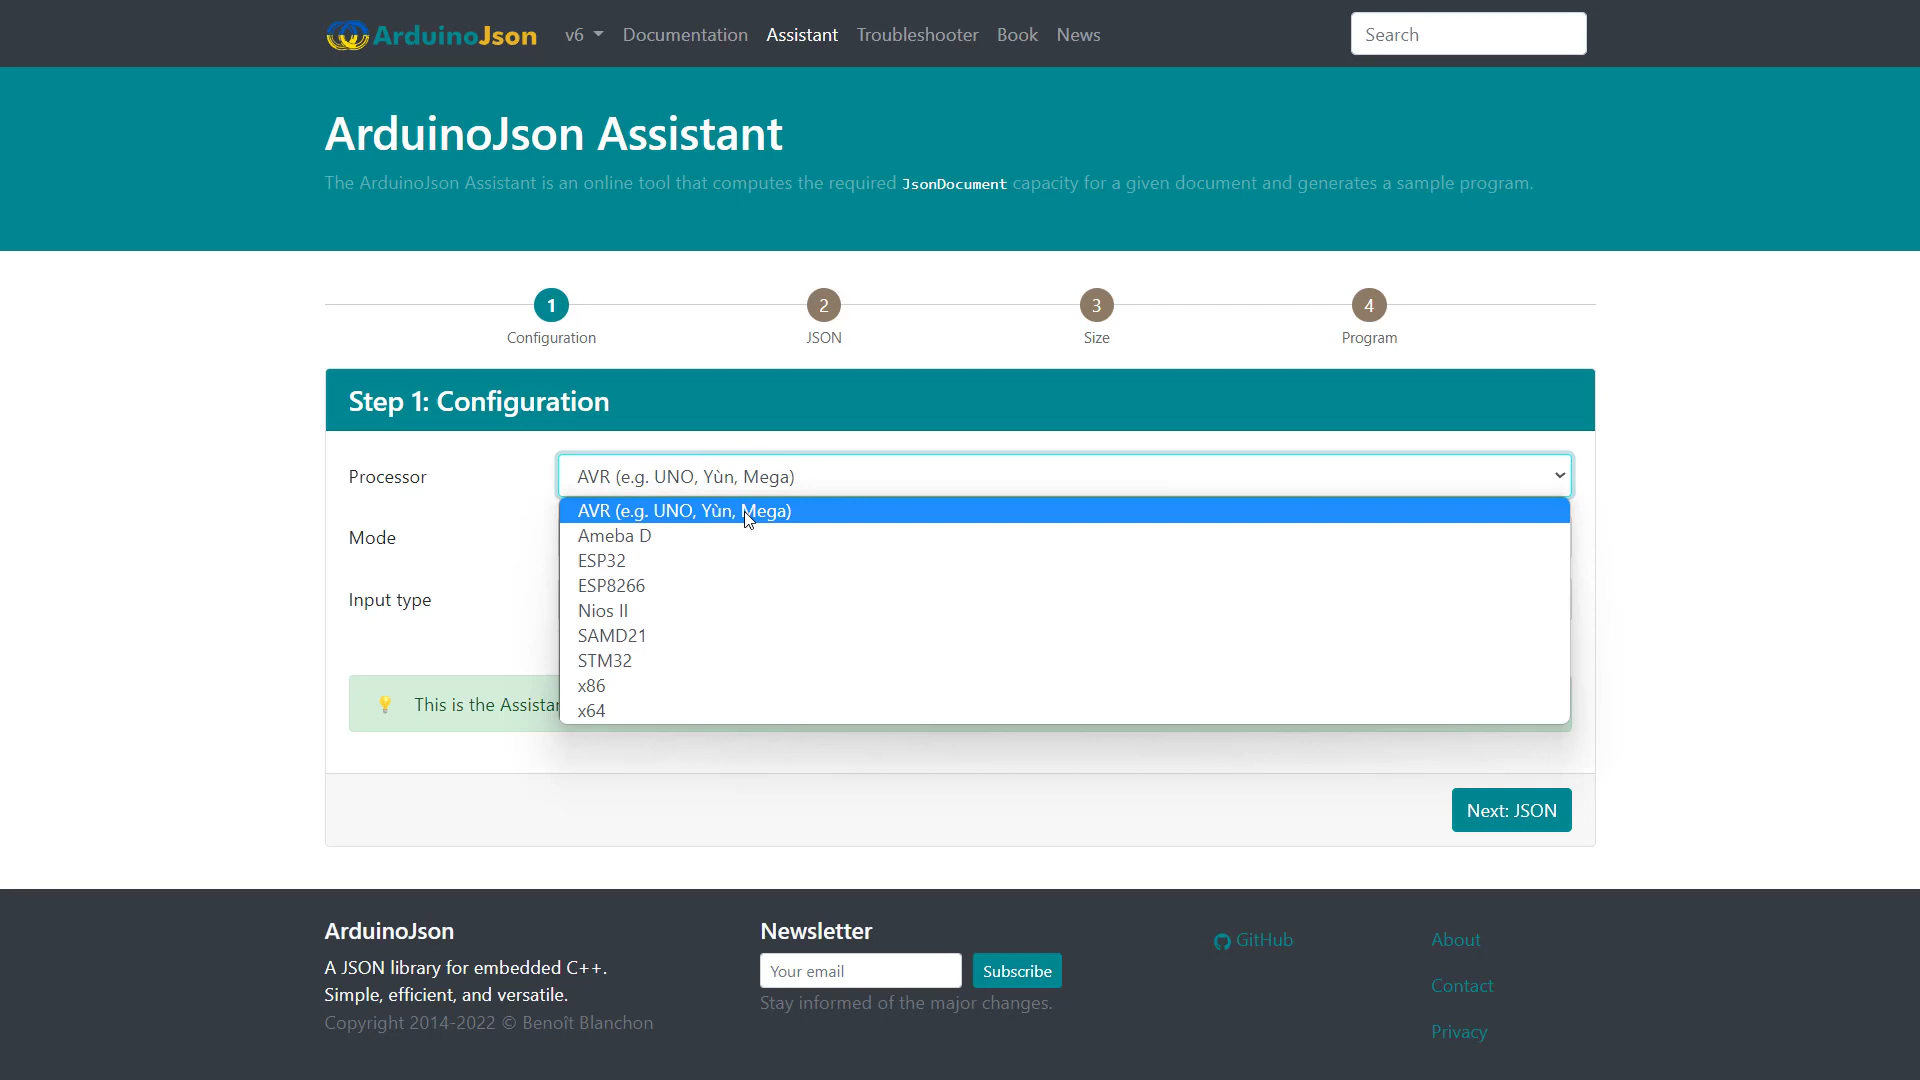 ArduinoJson v6 Documentation Assistant Troubleshooter Book News Search
ArduinoJson Assistant
The ArduinoJson Assistant is an online tool that computes the required JsonDocument capacity for a given document and generates a sample program.
1 2 3 4
Configuration JSON Size Program
Step 1: Configuration
Processor AVR (e.g. UNO, Yùn, Mega)
AVR (e.g. UNO, Yùn, Mega)
Mode Ameba D
ESP32
ESP8266
Input type
Nios II
SAMD21
STM32
x86
This is the Assistan
x64
Next: JSON
ArduinoJson
A JSON library for embedded C++.
Simple, efficient, and versatile.
Copyright 2014-2022 © Benoît Blanchon
Newsletter
Your email Subscribe
Stay informed of the major changes.
GitHub
About
Contact
Privacy